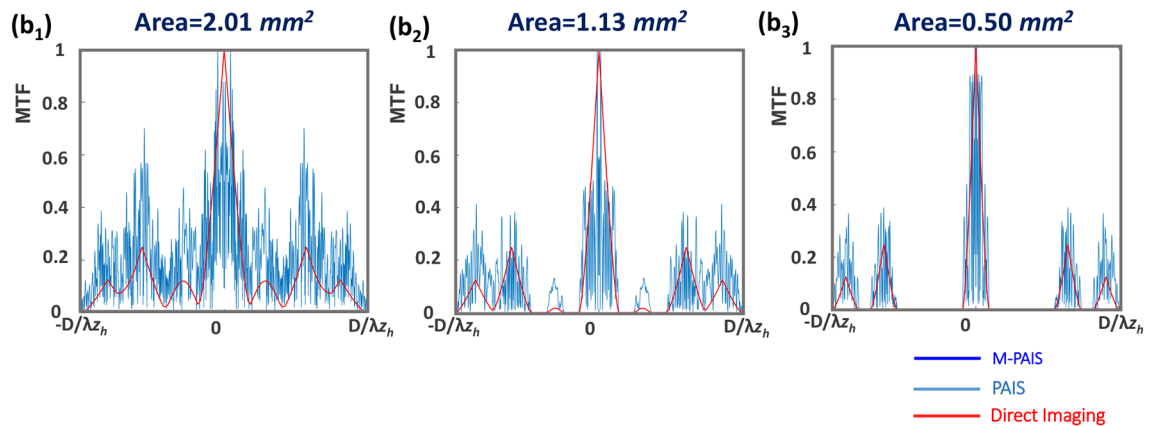 (b1) Area=2.01 mm²
MTF
1
0.8
0.6
0.4
0.2
0
-D/λzh 0 D/λzh
(b2) Area=1.13 mm²
MTF
1
0.8
0.6
0.4
0.2
0
-D/λzh 0 D/λzh
(b3) Area=0.50 mm²
MTF
1
0.8
0.6
0.4
0.2
0
-D/λzh 0 D/λzh
M-PAIS
PAIS
Direct Imaging